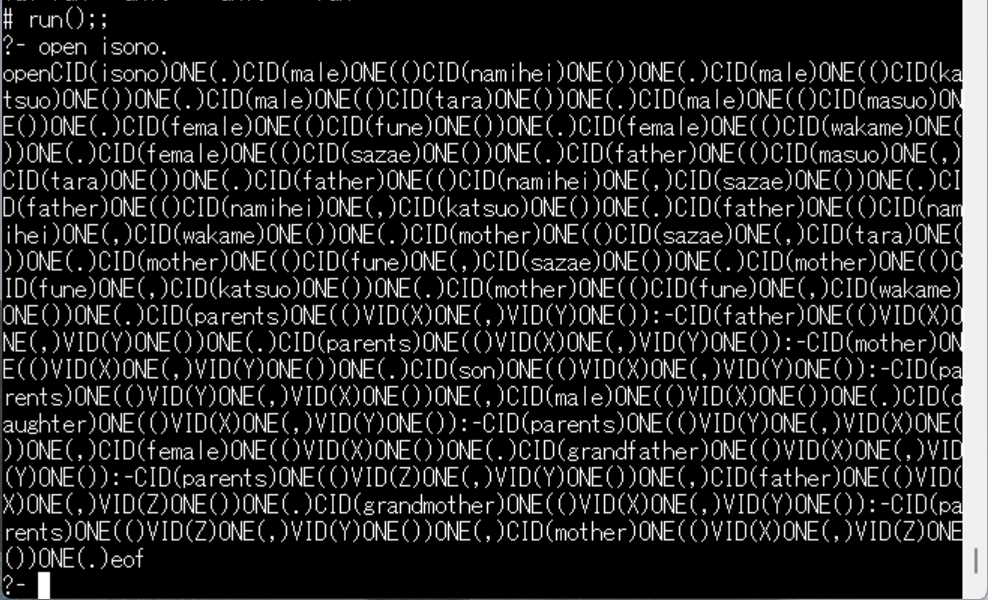 # run();;
?- open isono.
openCID(isono)ONE(.)CID(male)ONE(()CID(namihei)ONE())ONE(.)CID(male)ONE(()CID(ka
tsuo)ONE())ONE(.)CID(male)ONE(()CID(tara)ONE())ONE(.)CID(male)ONE(()CID(masuo)ON
E())ONE(.)CID(female)ONE(()CID(fune)ONE())ONE(.)CID(female)ONE(()CID(wakame)ONE(
))ONE(.)CID(female)ONE(()CID(sazae)ONE())ONE(.)CID(father)ONE(()CID(masuo)ONE(,)
CID(tara)ONE())ONE(.)CID(father)ONE(()CID(namihei)ONE(,)CID(sazae)ONE())ONE(.)CI
D(father)ONE(()CID(namihei)ONE(,)CID(katsuo)ONE())ONE(.)CID(father)ONE(()CID(nam
ihei)ONE(,)CID(wakame)ONE())ONE(.)CID(mother)ONE(()CID(sazae)ONE(,)CID(tara)ONE(
))ONE(.)CID(mother)ONE(()CID(fune)ONE(,)CID(sazae)ONE())ONE(.)CID(mother)ONE(()C
ID(fune)ONE(,)CID(katsuo)ONE())ONE(.)CID(mother)ONE(()CID(fune)ONE(,)CID(wakame)
ONE())ONE(.)CID(parents)ONE(()VID(X)ONE(,)VID(Y)ONE()):-CID(father)ONE(()VID(X)O
NE(,)VID(Y)ONE())ONE(.)CID(parents)ONE(()VID(X)ONE(,)VID(Y)ONE()):-CID(mother)ON
E(()VID(X)ONE(,)VID(Y)ONE())ONE(.)CID(son)ONE(()VID(X)ONE(,)VID(Y)ONE()):-CID(pa
rents)ONE(()VID(Y)ONE(,)VID(X)ONE())ONE(,)CID(male)ONE(()VID(X)ONE())ONE(.)CID(d
aughter)ONE(()VID(X)ONE(,)VID(Y)ONE()):-CID(parents)ONE(()VID(Y)ONE(,)VID(X)ONE(
))ONE(,)CID(female)ONE(()VID(X)ONE())ONE(.)CID(grandfather)ONE(()VID(X)ONE(,)VID
(Y)ONE()):-CID(parents)ONE(()VID(Z)ONE(,)VID(Y)ONE())ONE(,)CID(father)ONE(()VID(
X)ONE(,)VID(Z)ONE())ONE(.)CID(grandmother)ONE(()VID(X)ONE(,)VID(Y)ONE()):-CID(pa
rents)ONE(()VID(Z)ONE(,)VID(Y)ONE())ONE(,)CID(mother)ONE(()VID(X)ONE(,)VID(Z)ONE
())ONE(.)eof
?-